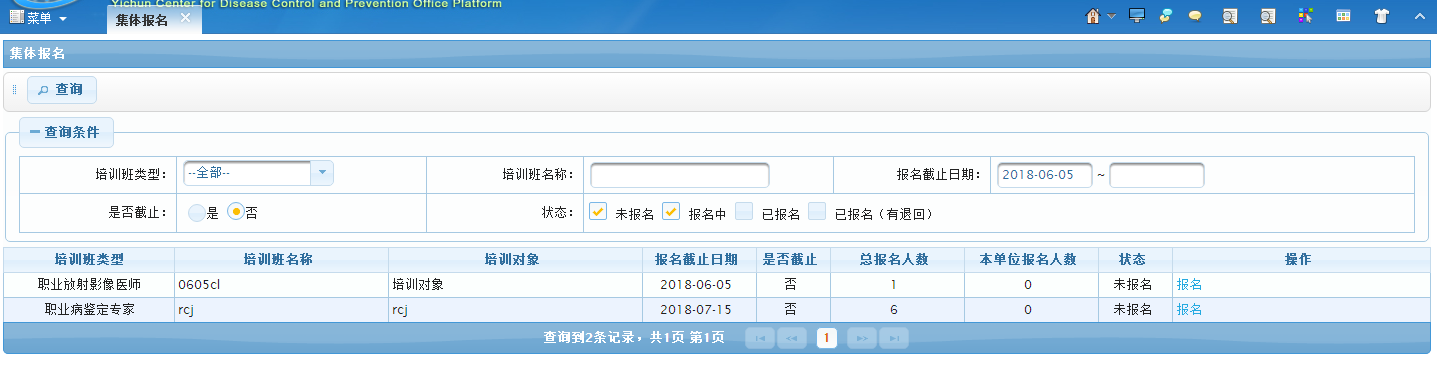 Yichun Center for Disease Control and Prevention Office Platform
菜单 集体报名
集体报名
查询
查询条件
培训班类型： --全部-- 培训班名称： 报名截止日期： 2018-06-05 ~
是否截止： 是 否 状态： 未报名 报名中 已报名 已报名（有退回）
培训班类型 培训班名称 培训对象 报名截止日期 是否截止 总报名人数 本单位报名人数 状态 操作
职业放射影像医师 0605cl 培训对象 2018-06-05 否 1 0 未报名 报名
职业病鉴定专家 rcj rcj 2018-07-15 否 6 0 未报名 报名
查询到2条记录，共1页 第1页 1